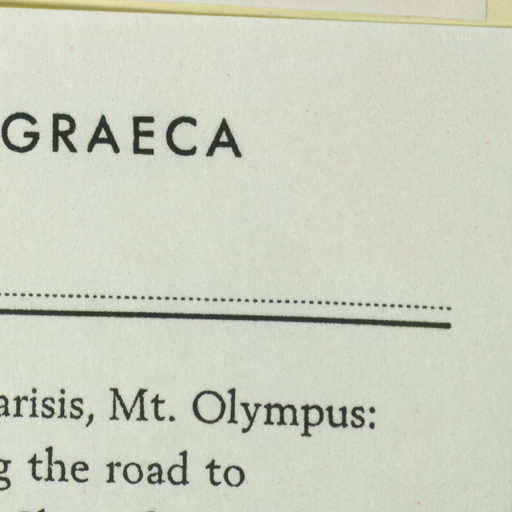 GRAECA
arisis, Mt. Olympus:
g the road to